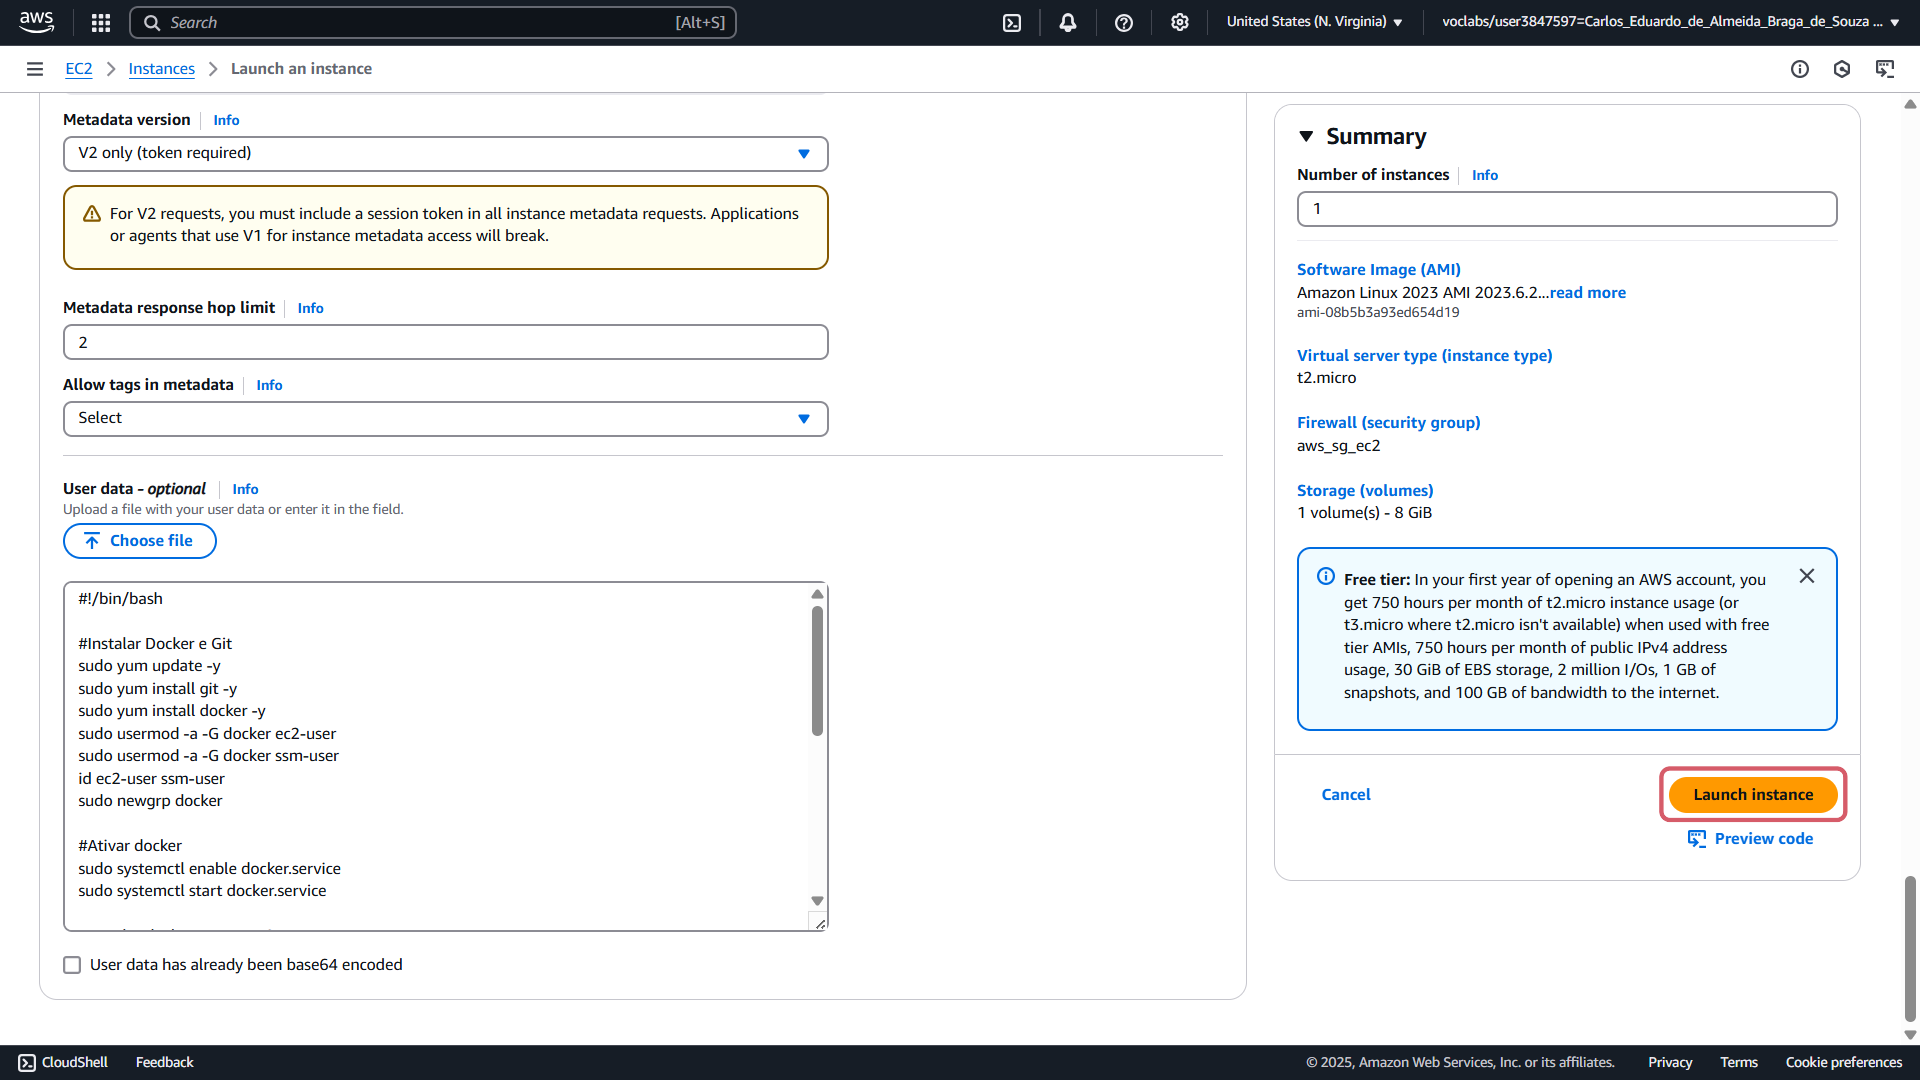 aws
Search
[Alt+S]
United States (N. Virginia)
voclabs/user3847597=Carlos_Eduardo_de_Almeida_Braga_de_Souza ...
EC2
Instances
Launch an instance
Metadata version
Info
V2 only (token required)
For V2 requests, you must include a session token in all instance metadata requests. Applications
or agents that use V1 for instance metadata access will break.
Metadata response hop limit
Info
2
Allow tags in metadata
Info
Select
User data - optional
Info
Upload a file with your user data or enter it in the field.
Choose file
#!/bin/bash
#Instalar Docker e Git
sudo yum update -y
sudo yum install git -y
sudo yum install docker -y
sudo usermod -a -G docker ec2-user
sudo usermod -a -G docker ssm-user
id ec2-user ssm-user
sudo newgrp docker
#Ativar docker
sudo systemctl enable docker.service
sudo systemctl start docker.service
User data has already been base64 encoded
Summary
Number of instances
Info
1
Software Image (AMI)
Amazon Linux 2023 AMI 2023.6.2...read more
ami-08b5b3a93ed654d19
Virtual server type (instance type)
t2.micro
Firewall (security group)
aws_sg_ec2
Storage (volumes)
1 volume(s) - 8 GiB
Free tier: In your first year of opening an AWS account, you
get 750 hours per month of t2.micro instance usage (or
t3.micro where t2.micro isn't available) when used with free
tier AMIs, 750 hours per month of public IPv4 address
usage, 30 GiB of EBS storage, 2 million I/Os, 1 GB of
snapshots, and 100 GB of bandwidth to the internet.
Cancel
Launch instance
Preview code
CloudShell
Feedback
© 2025, Amazon Web Services, Inc. or its affiliates.
Privacy
Terms
Cookie preferences